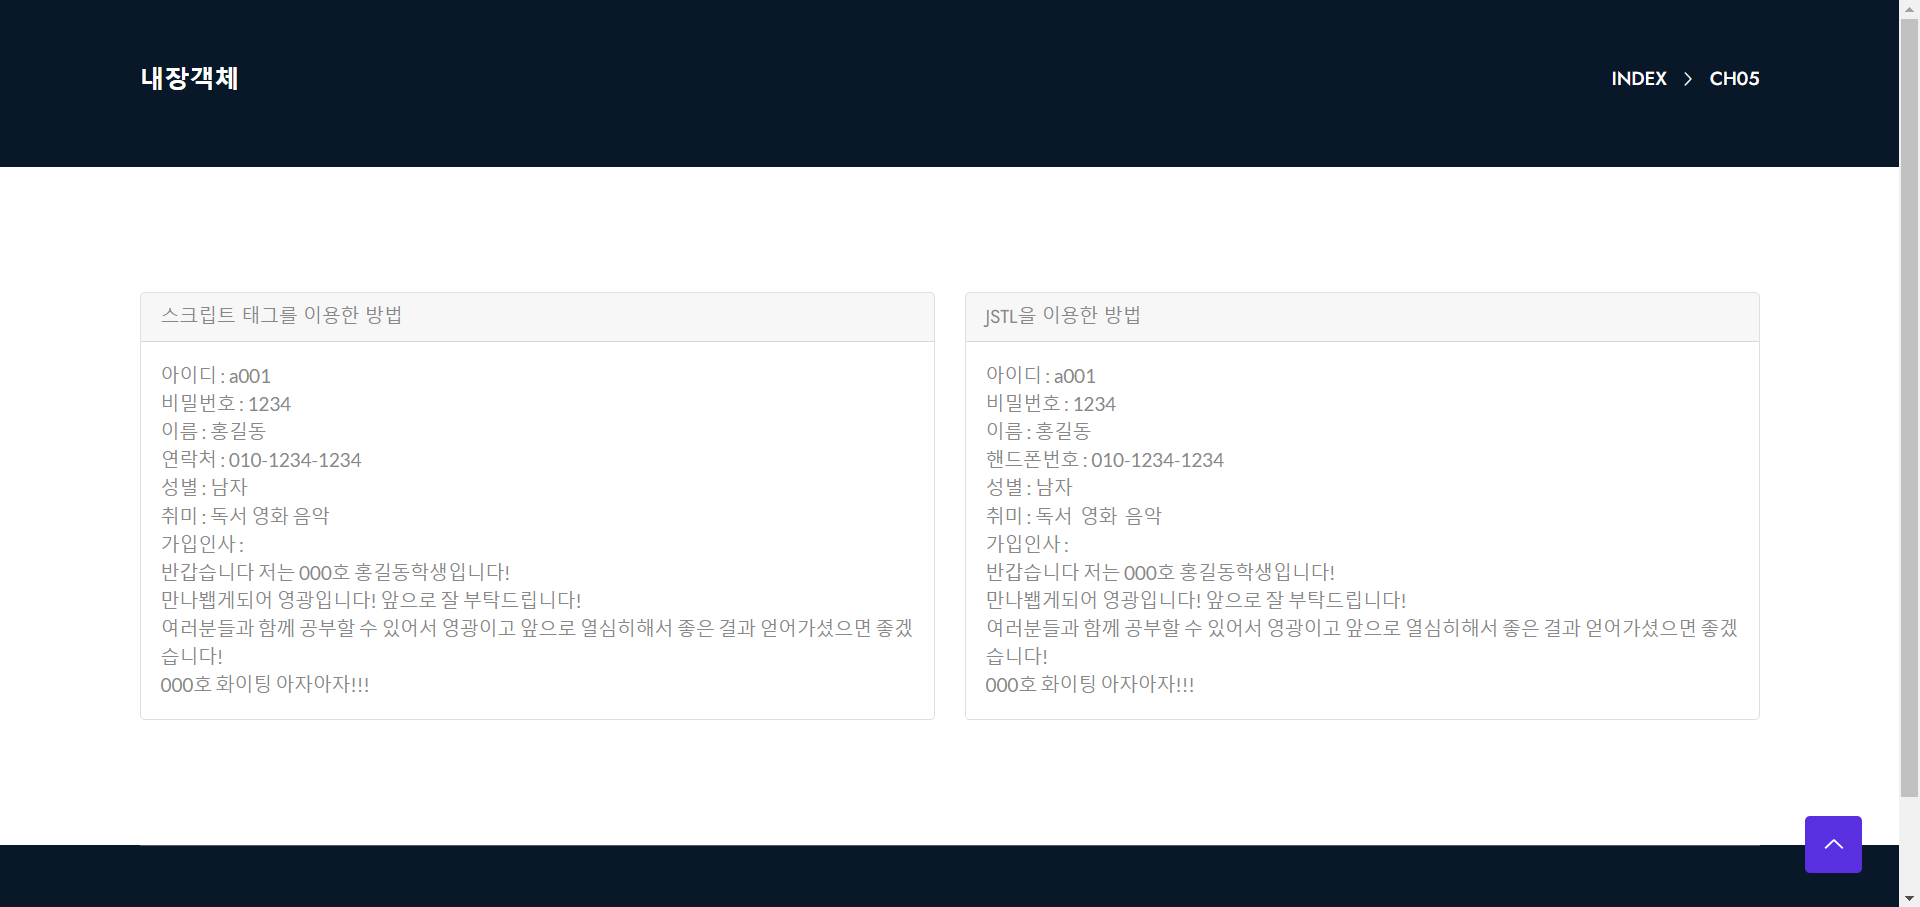 내장객체
INDEX > CH05
스크립트 태그를 이용한 방법
아이디 : a001
비밀번호 : 1234
이름 : 홍길동
연락처 : 010-1234-1234
성별 : 남자
취미 : 독서 영화 음악
가입인사 :
반갑습니다 저는 000호 홍길동학생입니다!
만나봽게되어 영광입니다! 앞으로 잘 부탁드립니다!
여러분들과 함께 공부할 수 있어서 영광이고 앞으로 열심히해서 좋은 결과 얻어가셨으면 좋겠
습니다!
000호 화이팅 아자아자!!!
JSTL을 이용한 방법
아이디 : a001
비밀번호 : 1234
이름 : 홍길동
핸드폰번호 : 010-1234-1234
성별 : 남자
취미 : 독서 영화 음악
가입인사 :
반갑습니다 저는 000호 홍길동학생입니다!
만나봽게되어 영광입니다! 앞으로 잘 부탁드립니다!
여러분들과 함께 공부할 수 있어서 영광이고 앞으로 열심히해서 좋은 결과 얻어가셨으면 좋겠
습니다!
000호 화이팅 아자아자!!!